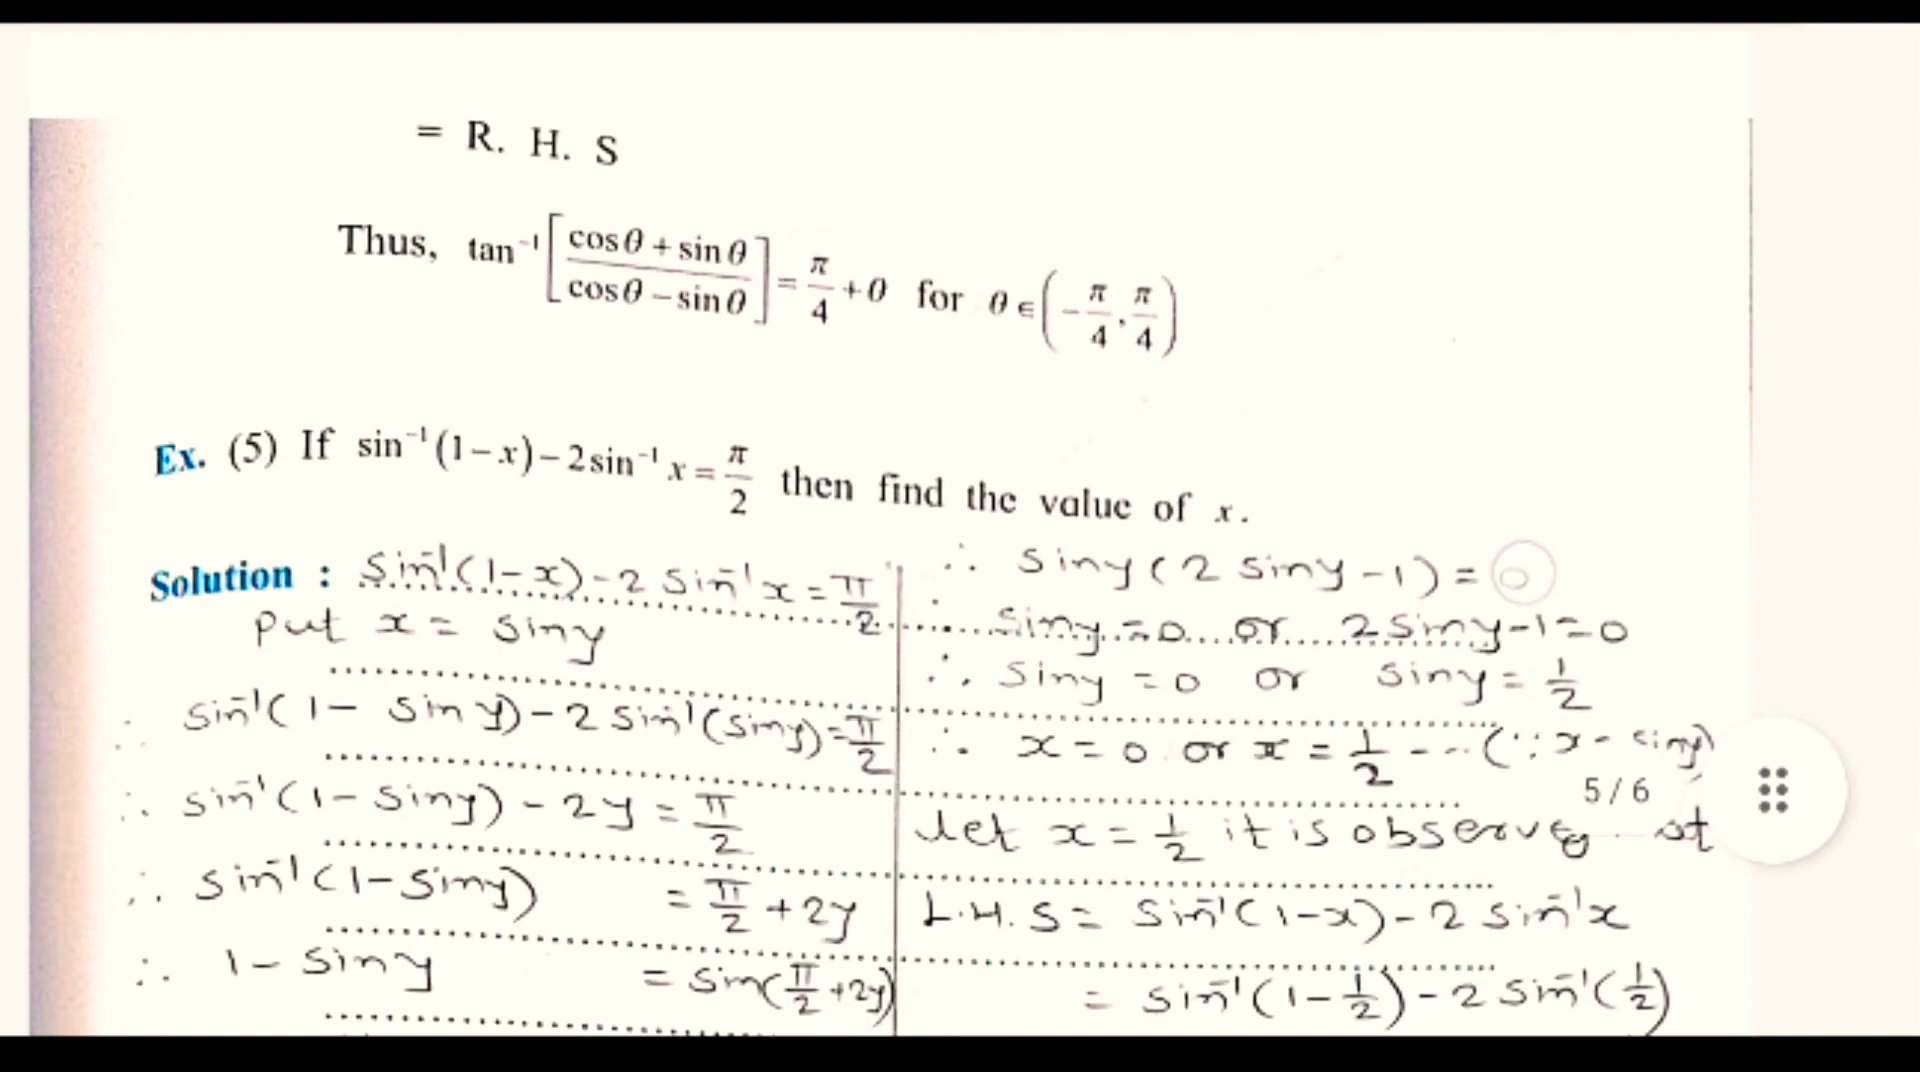 = R. H. S
Thus, tan⁻¹[(cosθ + sinθ)/(cosθ − sinθ)] = π/4 + θ for θ ∈ (−π/4, π/4)
Ex. (5) If sin⁻¹(1−x)−2sin⁻¹x = π/2 then find the value of x.
Solution : sin⁻¹(1−x)−2 sin⁻¹x = π/2
Put x = siny
∴ sin⁻¹(1− siny)−2 sin⁻¹(siny) = π/2
∴ sin⁻¹(1−siny) − 2y = π/2
∴ sin⁻¹(1−siny) = π/2 + 2y
∴ 1− siny = sin(π/2 + 2y)
∴ siny (2 siny −1) = 0
∴ siny = 0 or 2 siny −1 = 0
∴ siny = 0 or siny = 1/2
∴ x = 0 or x = 1/2 --- (∵ x = siny)
5/6
Let x = 1/2 it is observe
L.H.S = sin⁻¹(1−x)−2 sin⁻¹x
= sin⁻¹(1−1/2)−2 sin⁻¹(1/2)